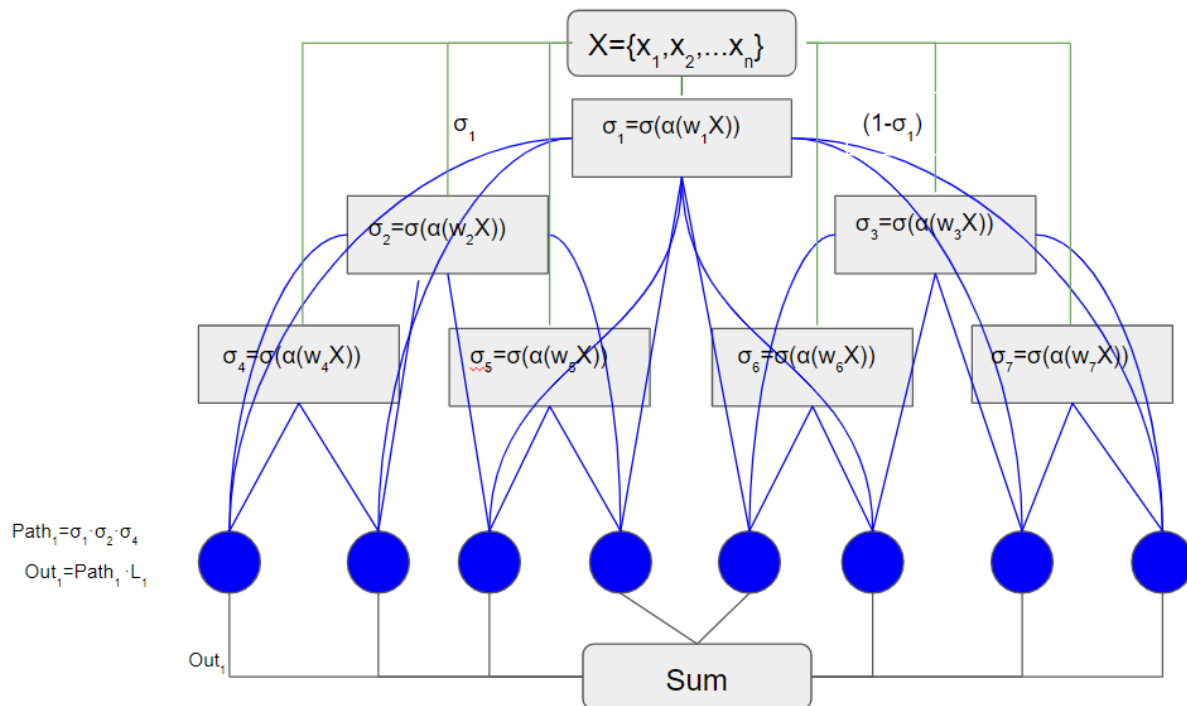 X={x₁,x₂,...xₙ}
σ₁=σ(α(w₁X))
σ₁
(1-σ₁)
σ₂=σ(α(w₂X))
σ₃=σ(α(w₃X))
σ₄=σ(α(w₄X))
σ₅=σ(α(w₅X))
σ₆=σ(α(w₆X))
σ₇=σ(α(w₇X))
Path₁=σ₁·σ₂·σ₄
Out₁=Path₁·L₁
Out₁
Sum